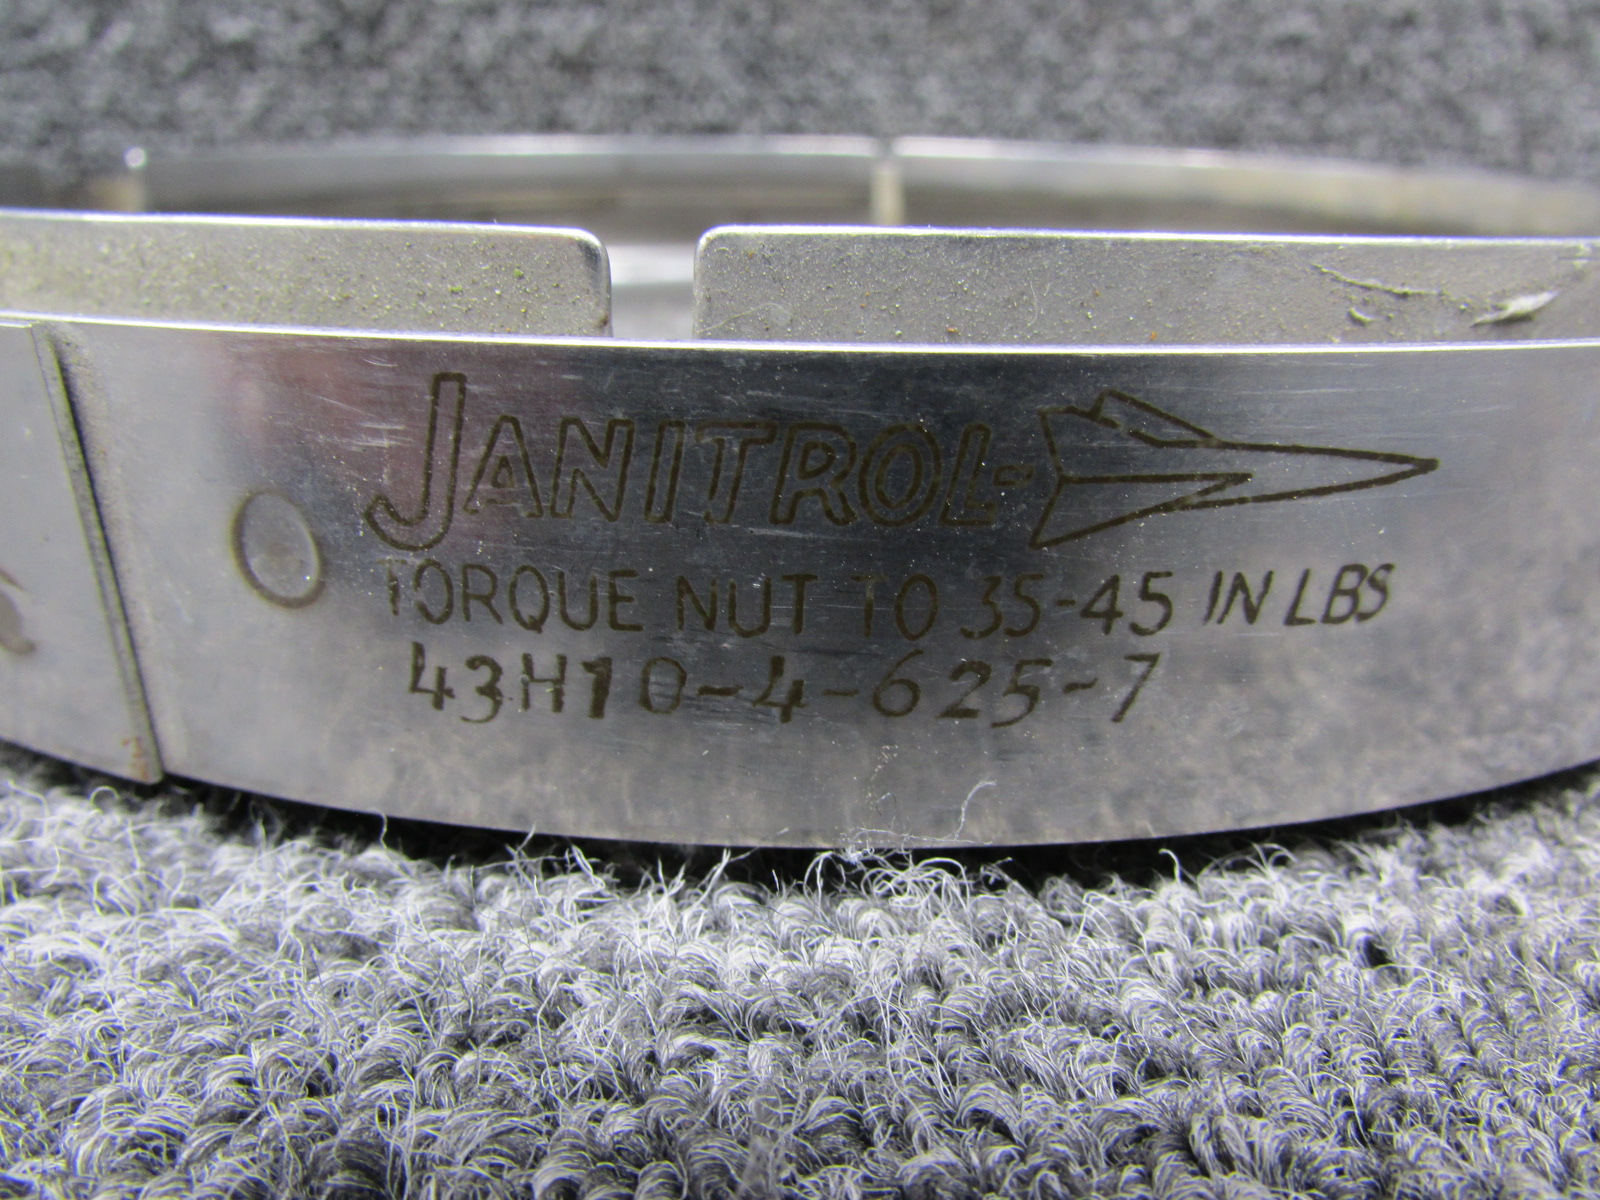 JANITROL
TORQUE NUT TO 35-45 IN LBS
43H10-4-625-7